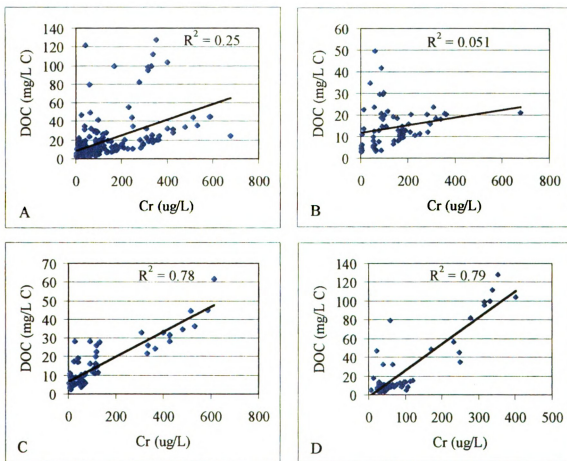 R² = 0.25
DOC (mg/L C)
140
120
100
80
60
40
20
0
0 200 400 600 800
Cr (ug/L)
A
R² = 0.051
DOC (mg/L C)
60
50
40
30
20
10
0
0 200 400 600 800
Cr (ug/L)
B
R² = 0.78
DOC (mg/L C)
70
60
50
40
30
20
10
0
0 200 400 600 800
Cr (ug/L)
C
R² = 0.79
DOC (mg/L C)
140
120
100
80
60
40
20
0
0 100 200 300 400 500
Cr (ug/L)
D